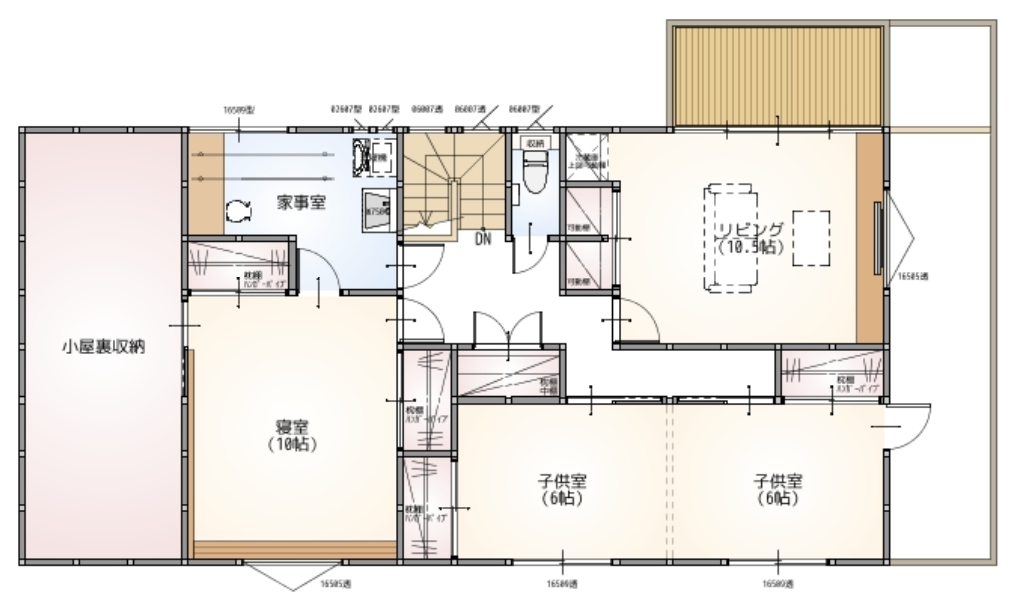 16509型
02607型
02607型
06007透
06007透
06007型
収納
家事室
DN
可動棚
可動棚
リビング
(10.5帖)
16505透
枕棚
ﾊﾝｶﾞｰﾊﾟｲﾌﾟ
小屋裏収納
枕棚
中棚
枕棚
ﾊﾝｶﾞｰﾊﾟｲﾌﾟ
枕棚
ﾊﾝｶﾞｰﾊﾟｲﾌﾟ
寝室
(10帖)
子供室
(6帖)
子供室
(6帖)
枕棚
ﾊﾝｶﾞｰﾊﾟｲﾌﾟ
16505透
16509透
16509透